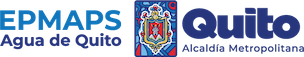 EPMAPS
Agua de Quito
Quito
Alcaldía Metropolitana